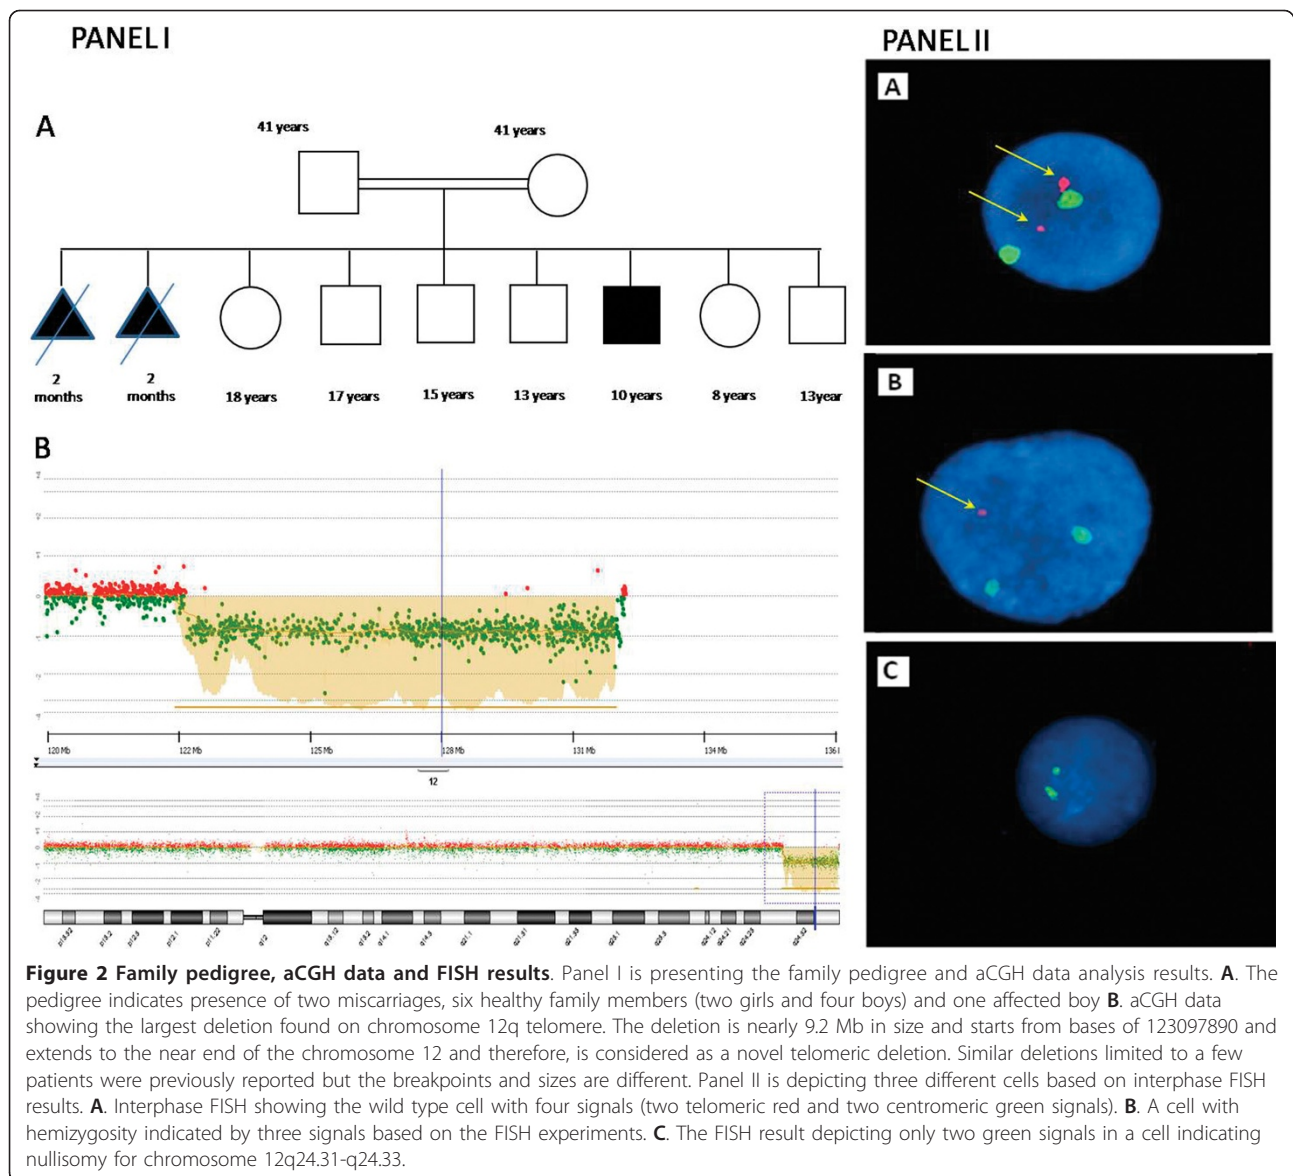 PANEL I
PANEL II
A
41 years
41 years
2 months
2 months
18 years
17 years
15 years
13 years
10 years
8 years
13year
B
120 Mb
122 Mb
125 Mb
128 Mb
131 Mb
134 Mb
136
12
A
B
C
Figure 2 Family pedigree, aCGH data and FISH results. Panel I is presenting the family pedigree and aCGH data analysis results. A. The
pedigree indicates presence of two miscarriages, six healthy family members (two girls and four boys) and one affected boy B. aCGH data
showing the largest deletion found on chromosome 12q telomere. The deletion is nearly 9.2 Mb in size and starts from bases of 123097890 and
extends to the near end of the chromosome 12 and therefore, is considered as a novel telomeric deletion. Similar deletions limited to a few
patients were previously reported but the breakpoints and sizes are different. Panel II is depicting three different cells based on interphase FISH
results. A. Interphase FISH showing the wild type cell with four signals (two telomeric red and two centromeric green signals). B. A cell with
hemizygosity indicated by three signals based on the FISH experiments. C. The FISH result depicting only two green signals in a cell indicating
nullisomy for chromosome 12q24.31-q24.33.